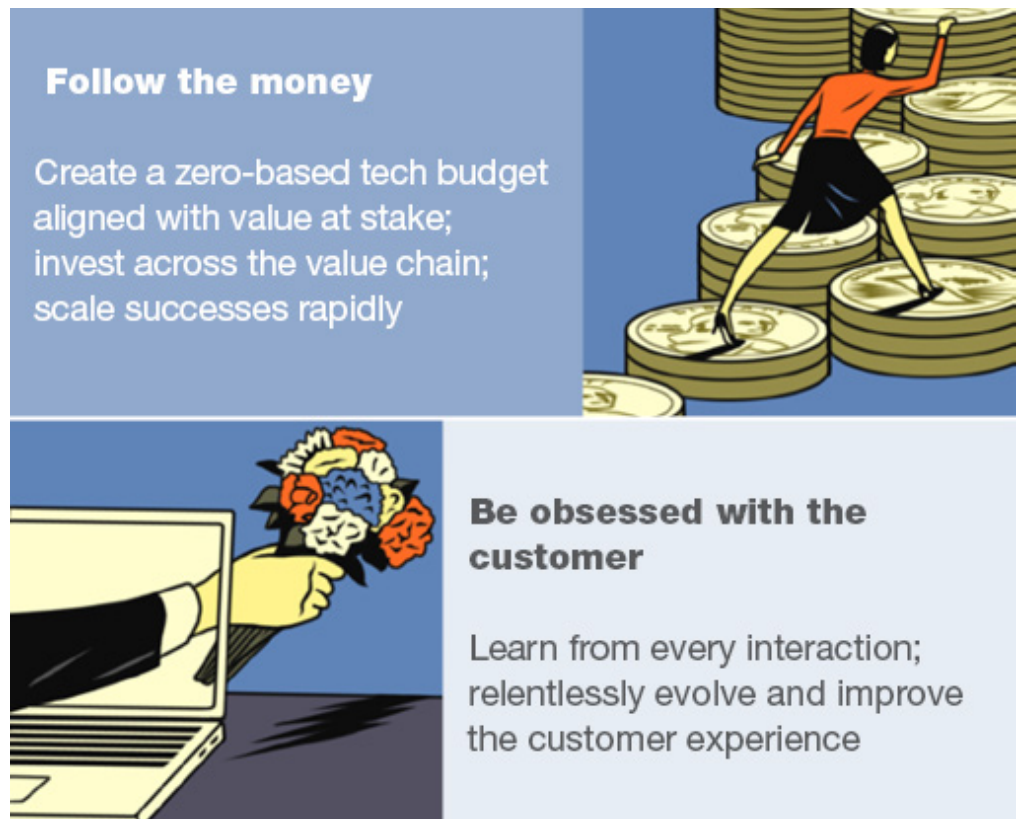 Follow the money
Create a zero-based tech budget
aligned with value at stake;
invest across the value chain;
scale successes rapidly
Be obsessed with the
customer
Learn from every interaction;
relentlessly evolve and improve
the customer experience